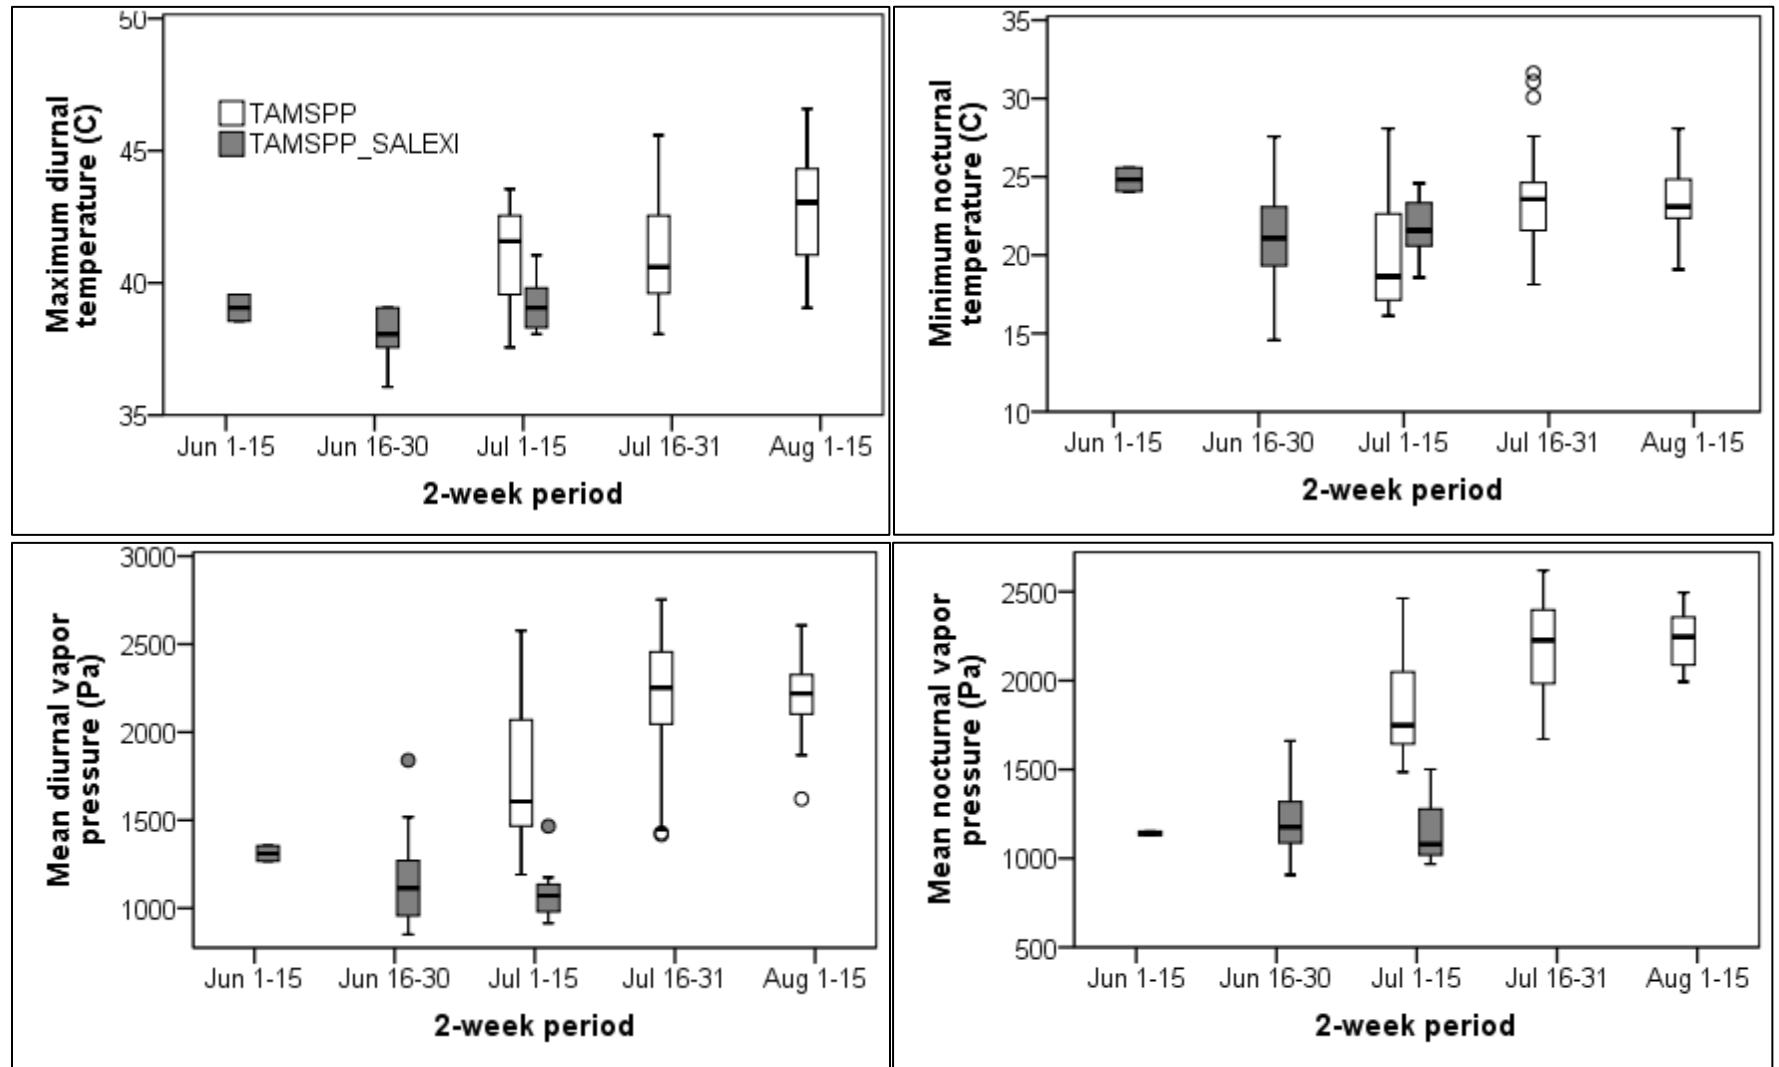 Maximum diurnal
temperature (C)
50
45
40
35
TAMSPP
TAMSPP_SALEXI
Jun 1-15 Jun 16-30 Jul 1-15 Jul 16-31 Aug 1-15
2-week period
Minimum nocturnal
temperature (C)
35
30
25
20
15
10
Jun 1-15 Jun 16-30 Jul 1-15 Jul 16-31 Aug 1-15
2-week period
Mean diurnal vapor
pressure (Pa)
3000
2500
2000
1500
1000
Jun 1-15 Jun 16-30 Jul 1-15 Jul 16-31 Aug 1-15
2-week period
Mean nocturnal vapor
pressure (Pa)
2500
2000
1500
1000
500
Jun 1-15 Jun 16-30 Jul 1-15 Jul 16-31 Aug 1-15
2-week period